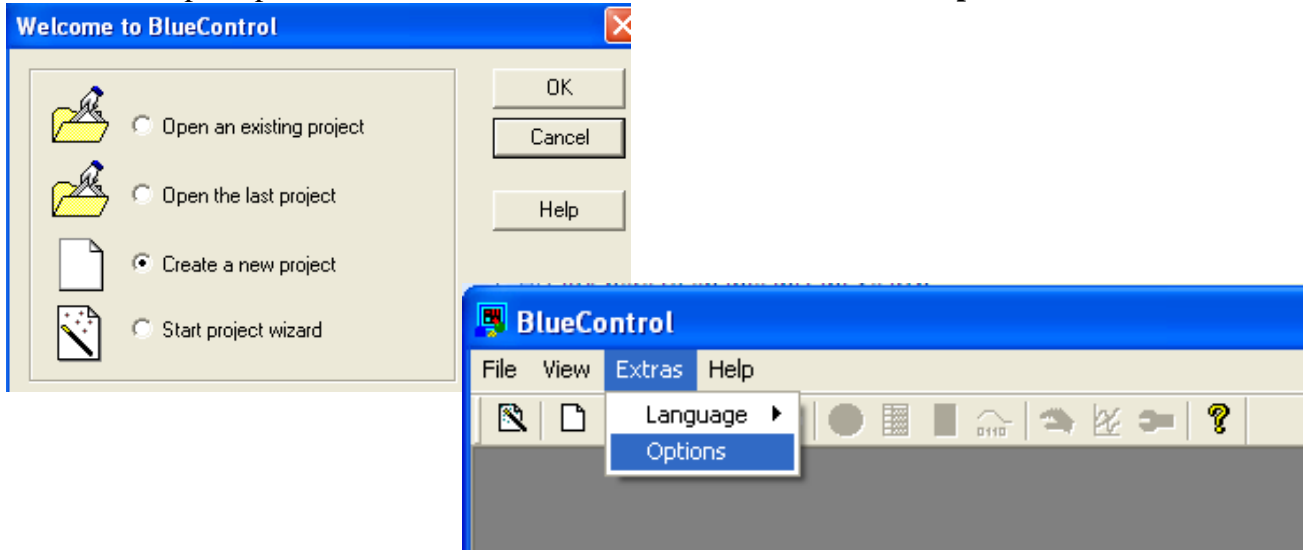 Welcome to BlueControl
Open an existing project
Open the last project
Create a new project
Start project wizard
OK
Cancel
Help
BlueControl
File View Extras Help
Language
Options
0110